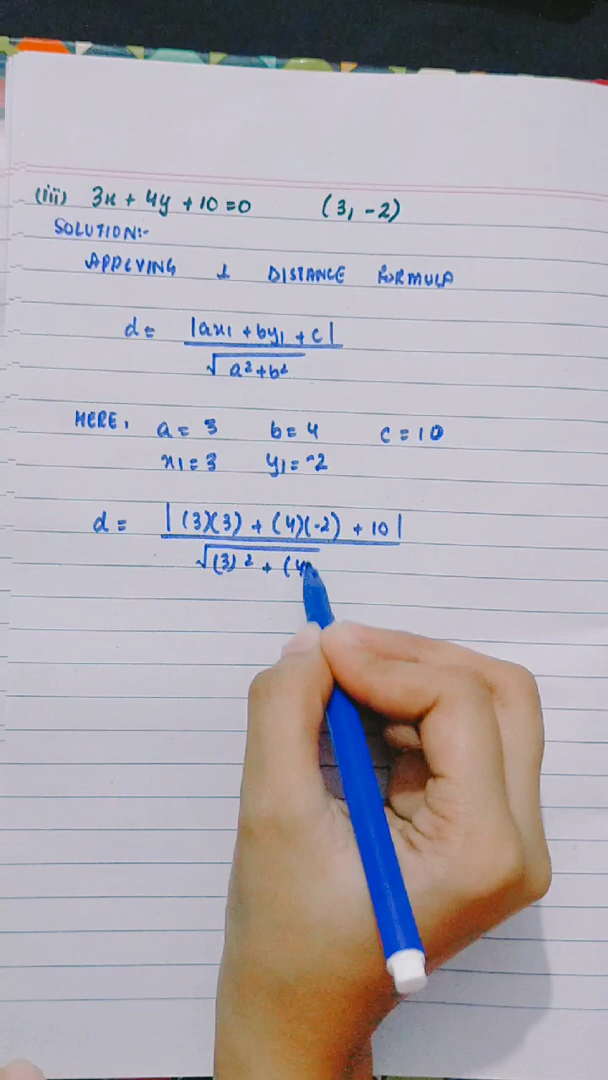 (iii) 3x + 4y + 10 = 0 (3, -2)
SOLUTION:-
APPLYING ⊥ DISTANCE FORMULA
d = |ax₁ + by₁ + c|
√a² + b²
HERE, a = 3 b = 4 c = 10
x₁ = 3 y₁ = -2
d = |(3)(3) + (4)(-2) + 10|
√(3)² + (4)